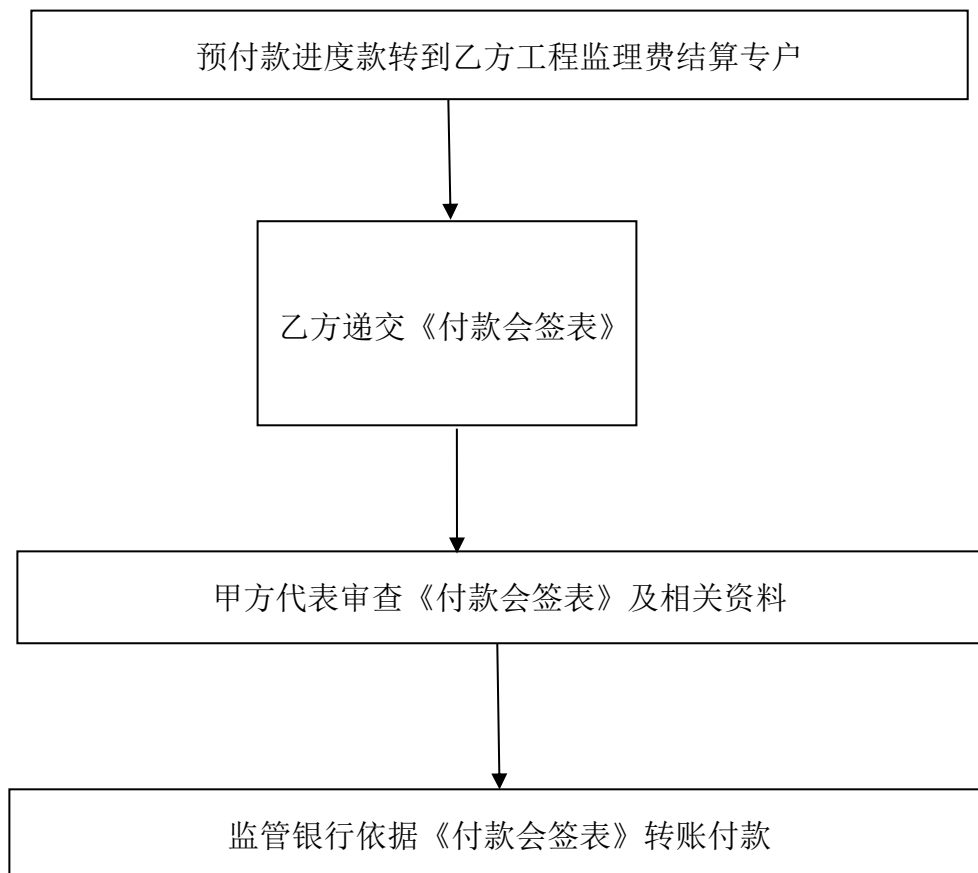 预付款进度款转到乙方工程监理费结算专户
乙方递交《付款会签表》
甲方代表审查《付款会签表》及相关资料
监管银行依据《付款会签表》转账付款